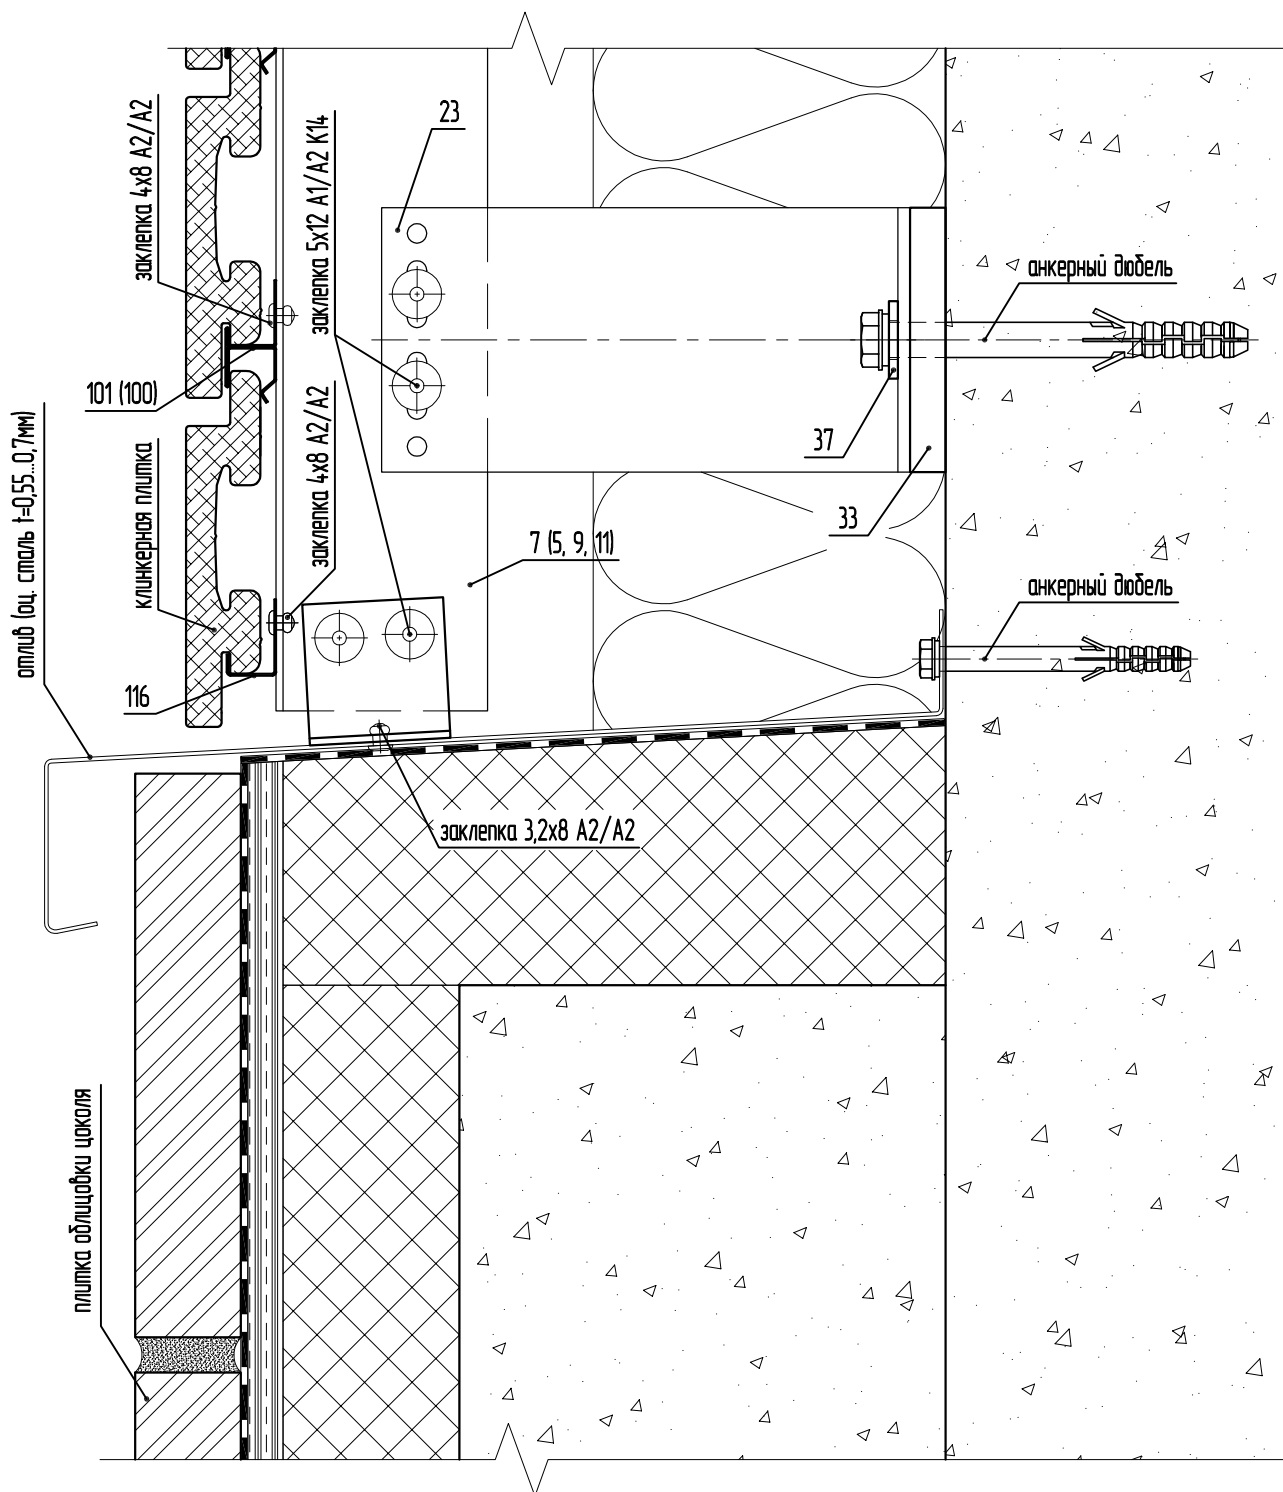 заклепка 4х8 А2/А2
23
заклепка 5х12 А1/А2 К14
анкерный дюбель
101 (100)
клинкерная плитка
отлив (оц. сталь t=0,55...0,7мм)
заклепка 4х8 А2/А2
37
33
7 (5, 9, 11)
анкерный дюбель
116
заклепка 3,2х8 А2/А2
плитка облицовки цоколя